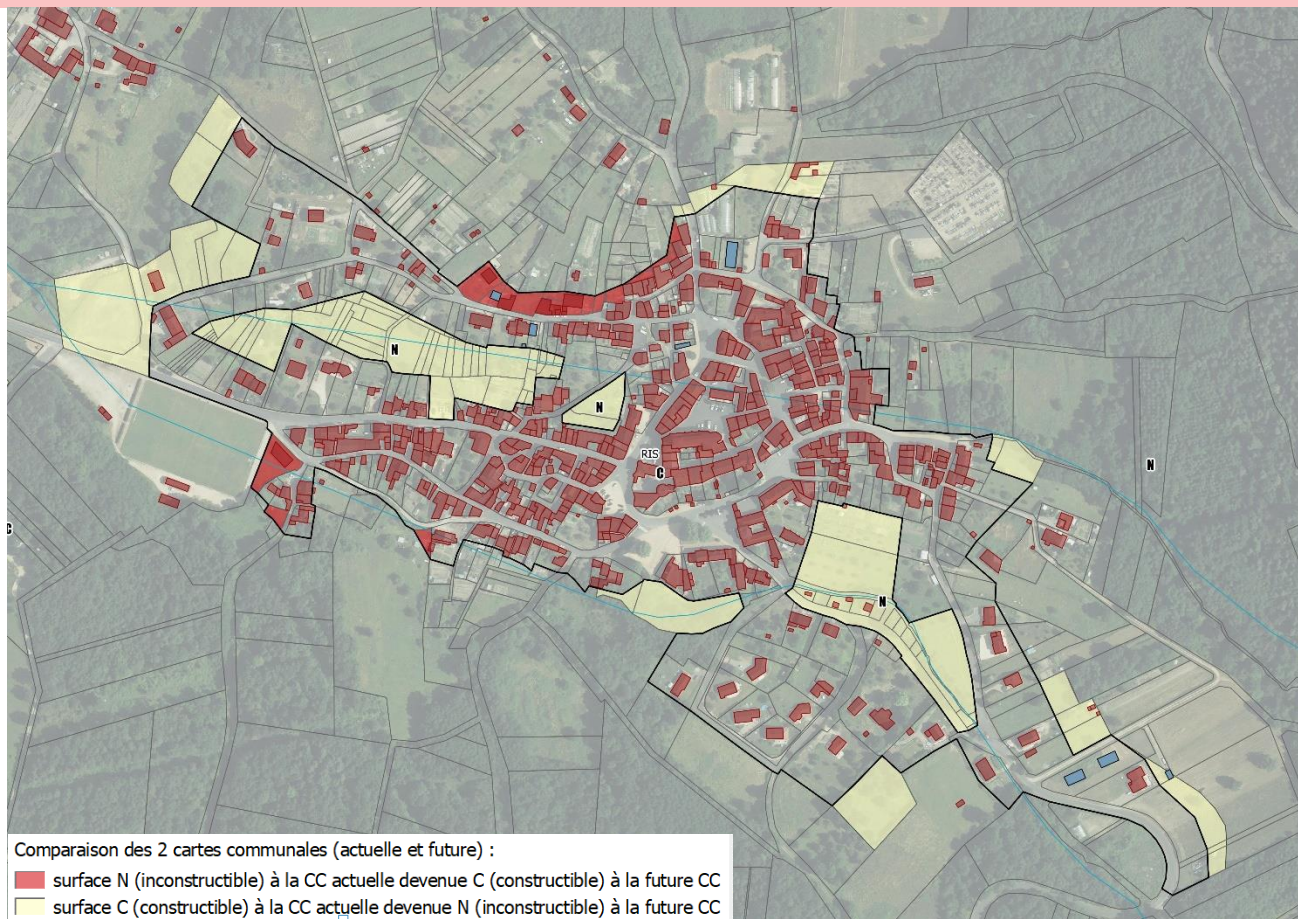 N
N
RIS
C
N
C
N
Comparaison des 2 cartes communales (actuelle et future) :
surface N (inconstructible) à la CC actuelle devenue C (constructible) à la future CC
surface C (constructible) à la CC actuelle devenue N (inconstructible) à la future CC